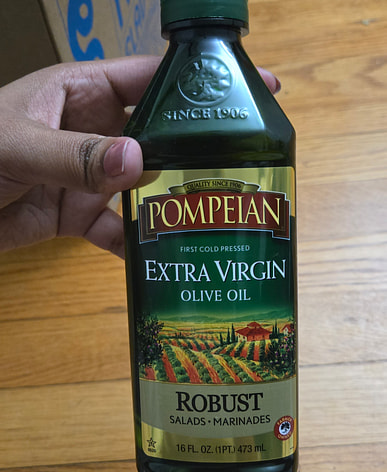 SINCE 1906
QUALITY SINCE 1906
POMPEIAN
FIRST COLD PRESSED
EXTRA VIRGIN
OLIVE OIL
ROBUST
SALADS • MARINADES
16 FL. OZ. (1PT.) 473 mL